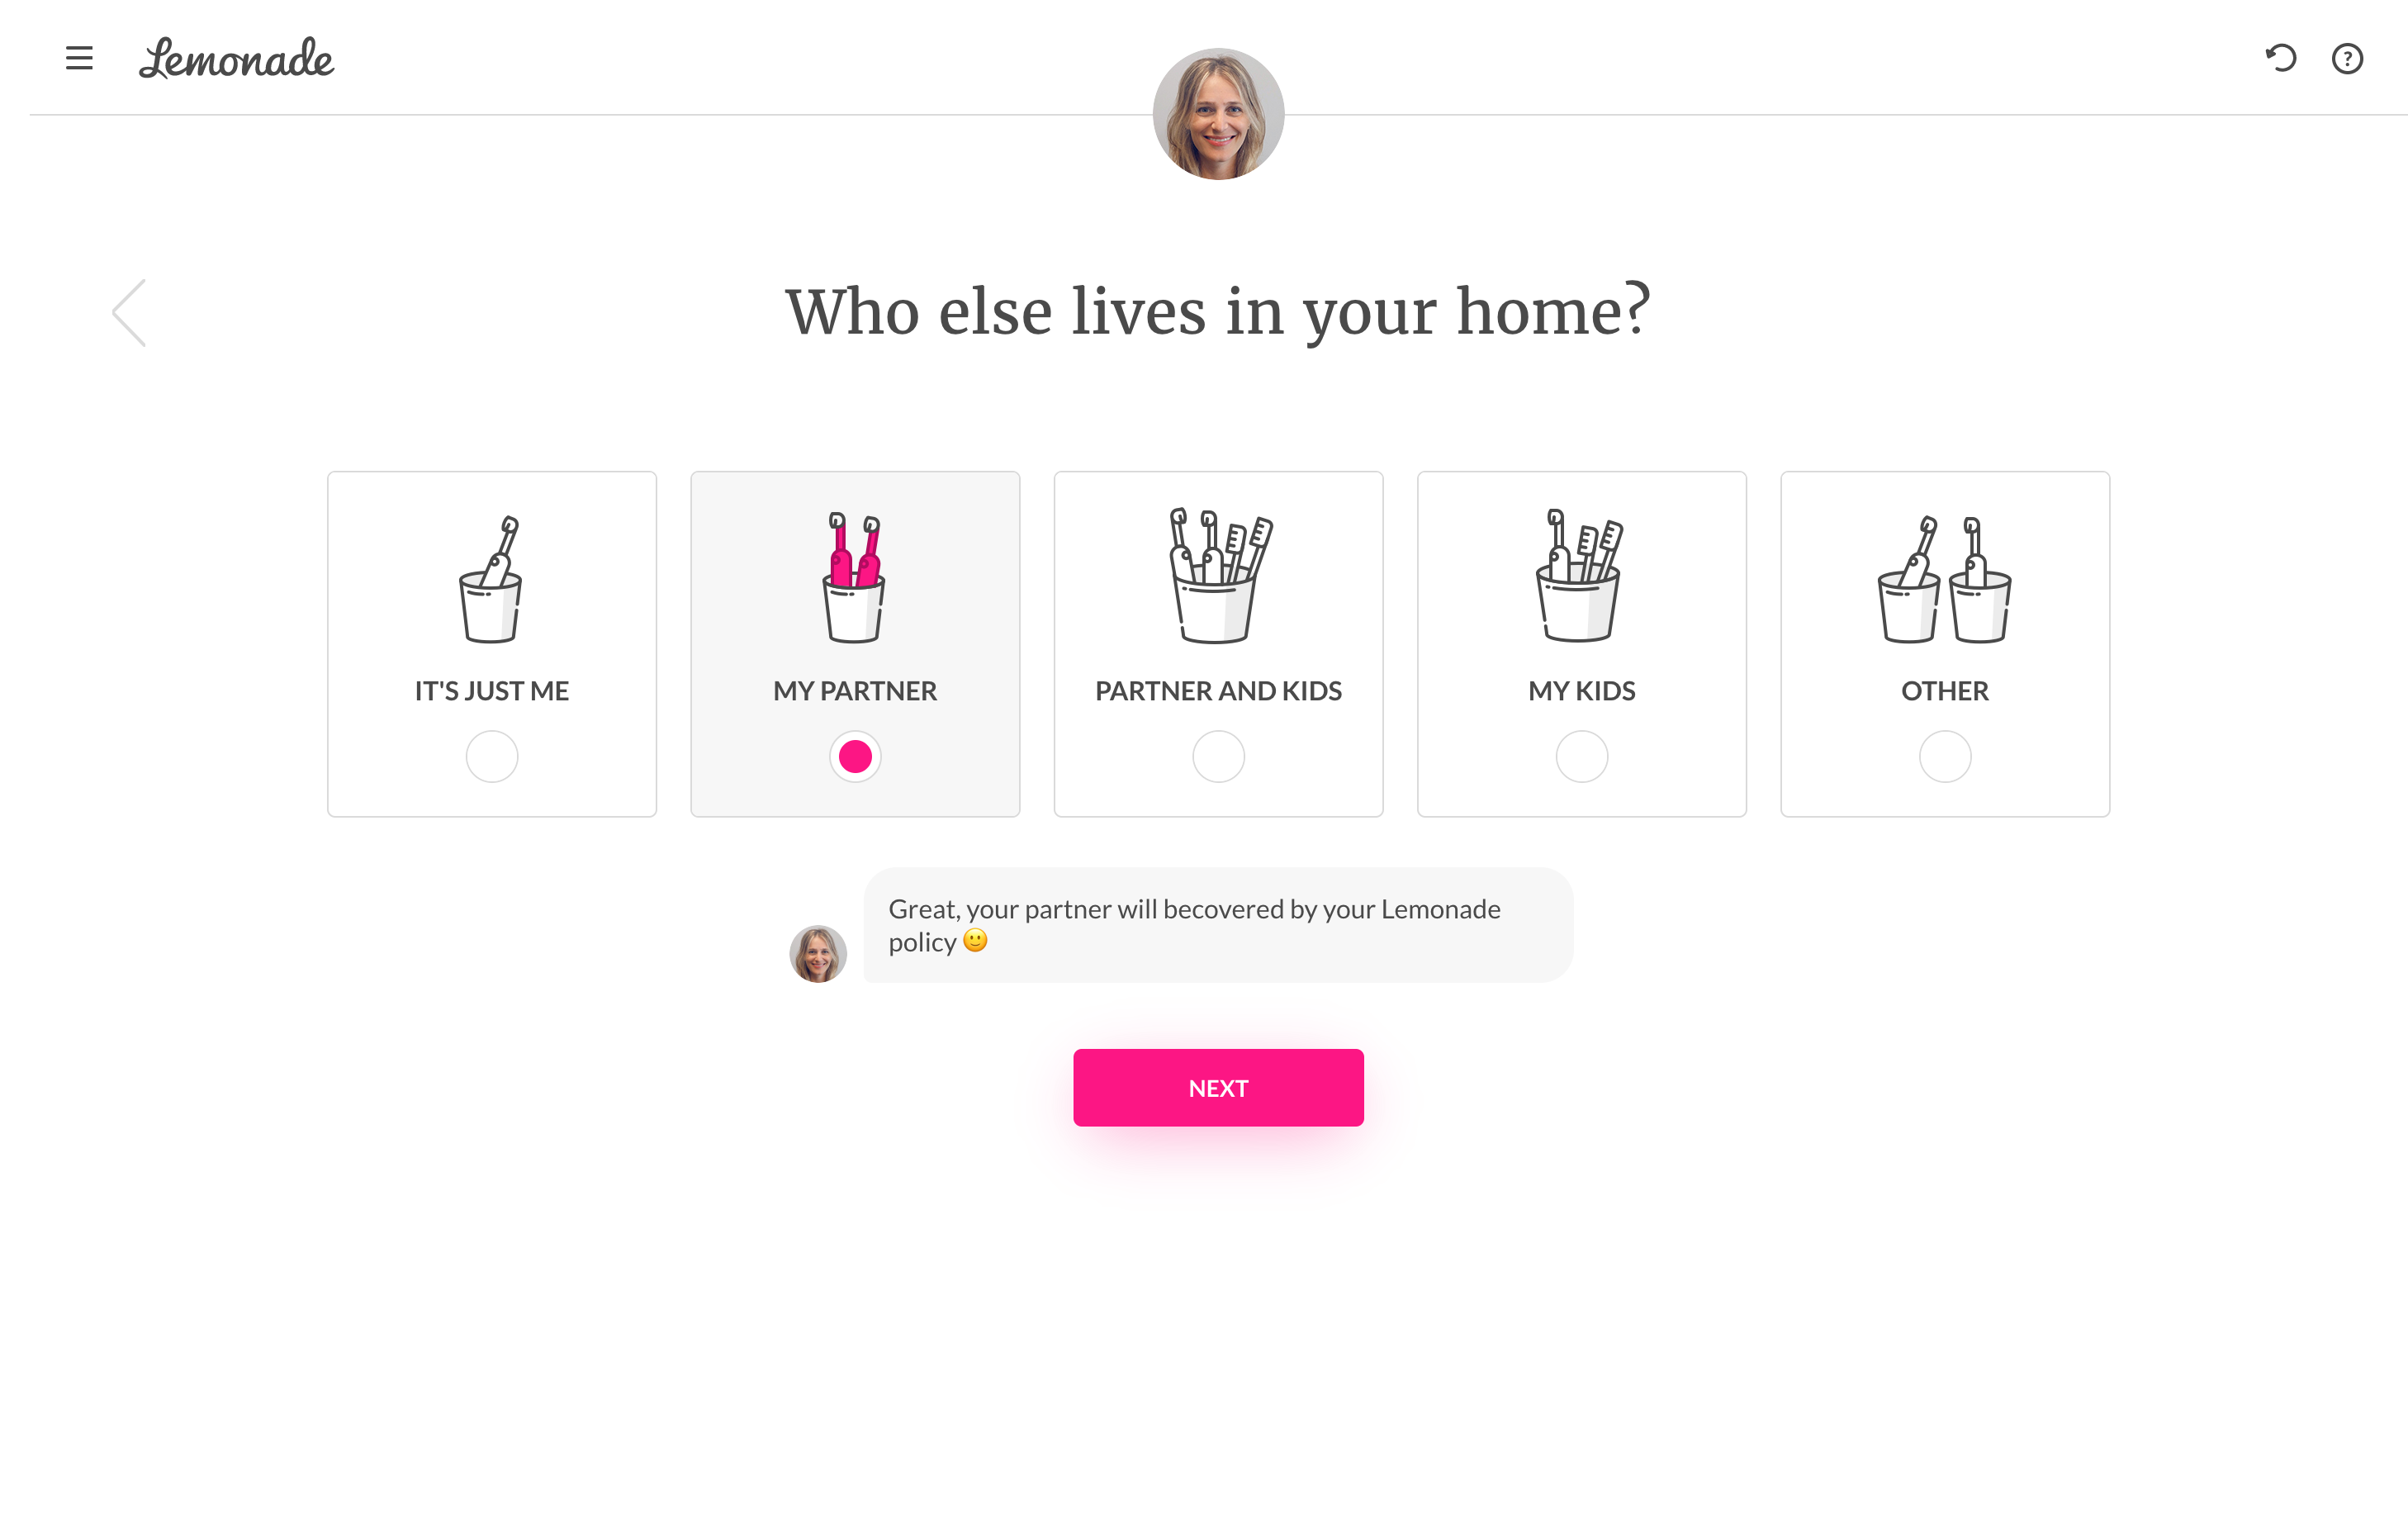 Lemonade
?
Who else lives in your home?
IT'S JUST ME
MY PARTNER
PARTNER AND KIDS
MY KIDS
OTHER
Great, your partner will becovered by your Lemonade
policy 🙂
NEXT